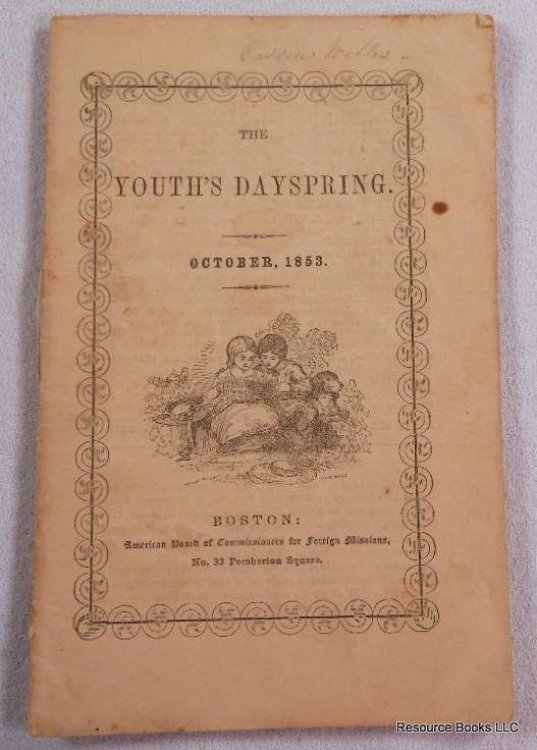 THE
YOUTH'S DAYSPRING.
OCTOBER, 1853.
BOSTON:
American Board of Commissioners for Foreign Missions,
No. 33 Pemberton Square.
Resource Books LLC